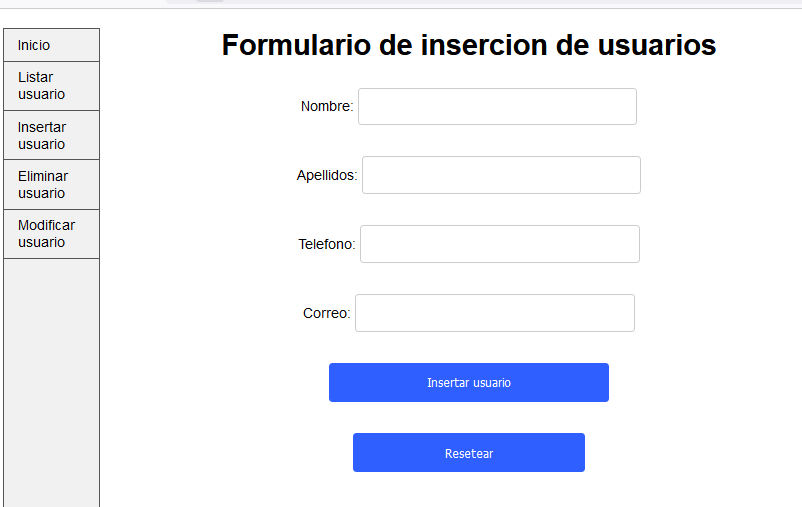 Inicio
Listar
usuario
Insertar
usuario
Eliminar
usuario
Modificar
usuario
Formulario de insercion de usuarios
Nombre:
Apellidos:
Telefono:
Correo:
Insertar usuario
Resetear